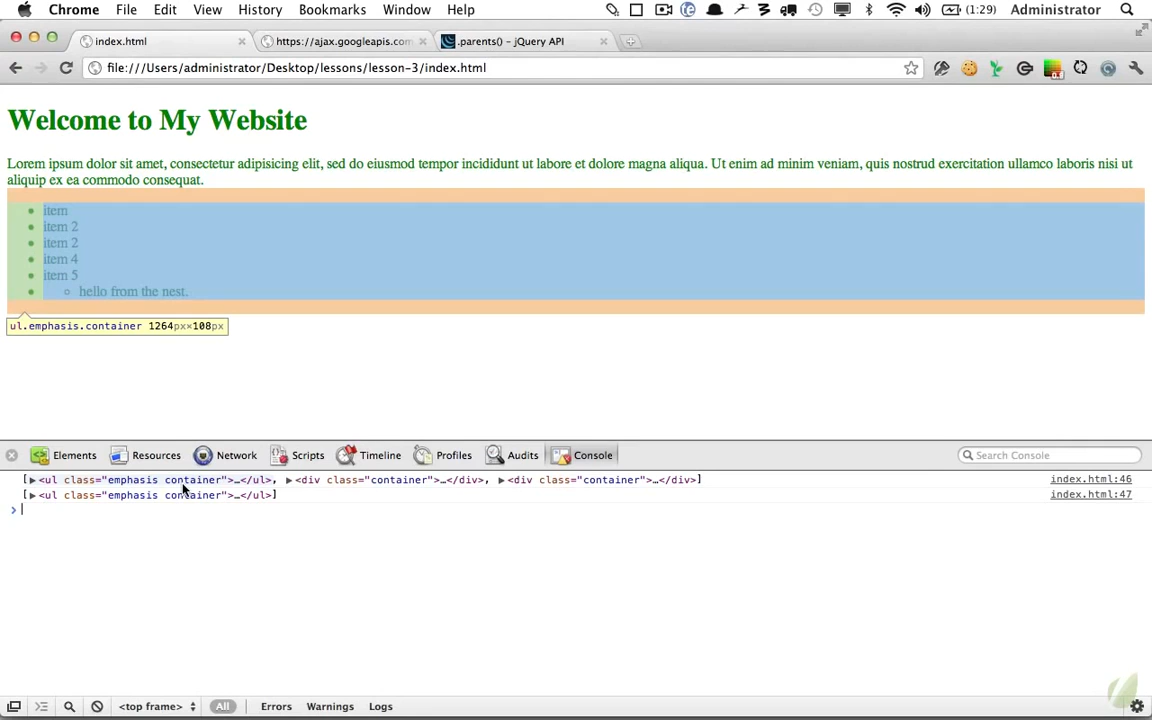 Chrome File Edit View History Bookmarks Window Help (1:29) Administrator
index.html https://ajax.googleapis.com .parents() – jQuery API
file:///Users/administrator/Desktop/lessons/lesson-3/index.html
Welcome to My Website
Lorem ipsum dolor sit amet, consectetur adipisicing elit, sed do eiusmod tempor incididunt ut labore et dolore magna aliqua. Ut enim ad minim veniam, quis nostrud exercitation ullamco laboris nisi ut
aliquip ex ea commodo consequat.
item
item 2
item 2
item 4
item 5
hello from the nest.
ul.emphasis.container 1264px×108px
Elements Resources Network Scripts Timeline Profiles Audits Console Search Console
[▶<ul class="emphasis container">…</ul>, ▶<div class="container">…</div>, ▶<div class="container">…</div>] index.html:46
[▶<ul class="emphasis container">…</ul>] index.html:47
>
<top frame> All Errors Warnings Logs